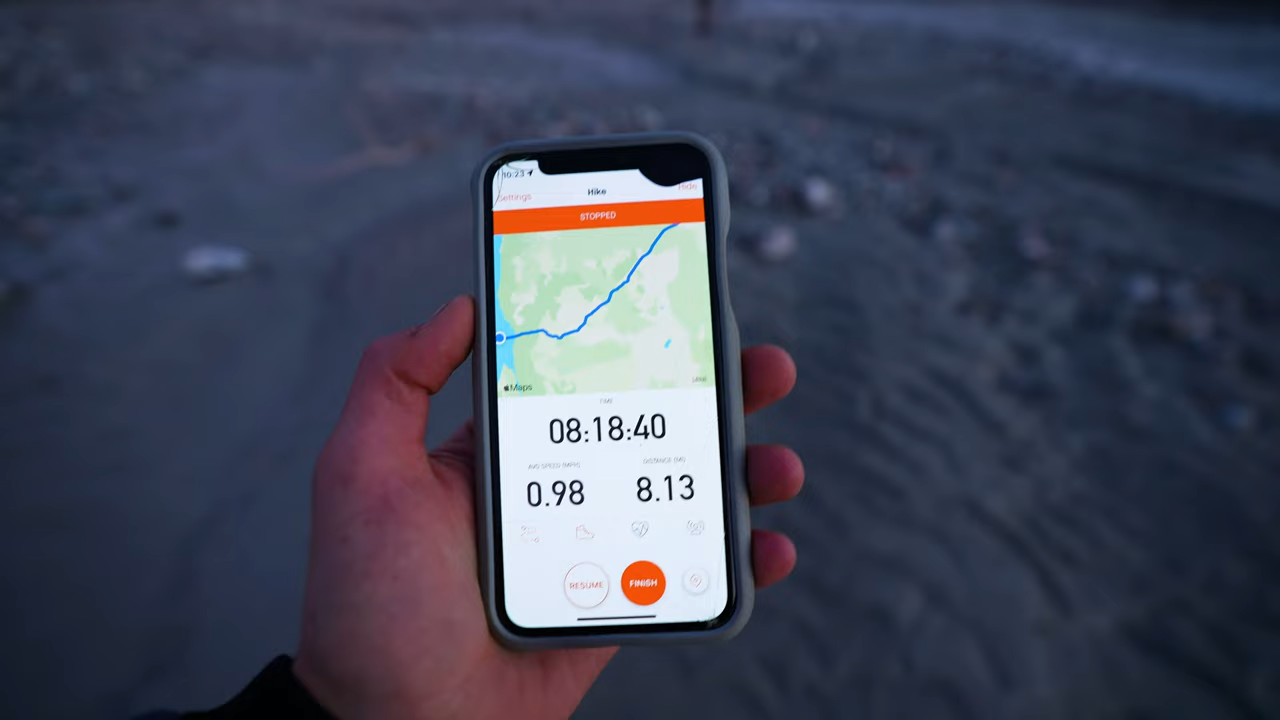 10:23
Settings Hike Hide
STOPPED
Maps
TIME
08:18:40
AVG SPEED (MPH) DISTANCE (MI)
0.98 8.13
RESUME FINISH